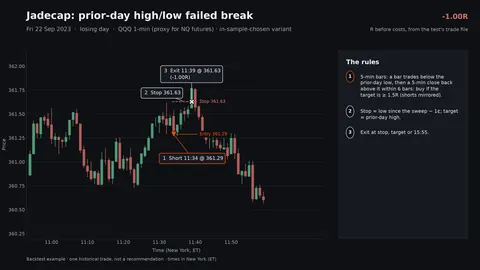 Jadecap: prior-day high/low failed break
-1.00R
Fri 22 Sep 2023 · losing day · QQQ 1-min (proxy for NQ futures) · in-sample-chosen variant
R before costs, from the test's trade file
362.00
361.75
361.50
361.25
361.00
360.75
360.50
360.25
Price
3 Exit 11:39 @ 361.63
(-1.00R)
2 Stop 361.63
Stop 361.63
Entry 361.29
1 Short 11:34 @ 361.29
11:00
11:10
11:20
11:30
11:40
11:50
Time (New York, ET)
The rules
1 5-min bars: a bar trades below the
prior-day low, then a 5-min close back
above it within 6 bars: buy if the
target is ≥ 1.5R (shorts mirrored).
2 Stop = low since the sweep − 1c; target
= prior-day high.
3 Exit at stop, target or 15:55.
Backtest example · one historical trade, not a recommendation · times in New York (ET)